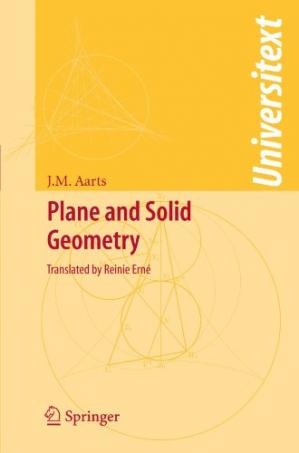 Universitext
J.M. Aarts
Plane and Solid
Geometry
Translated by Reinie Erné
Springer